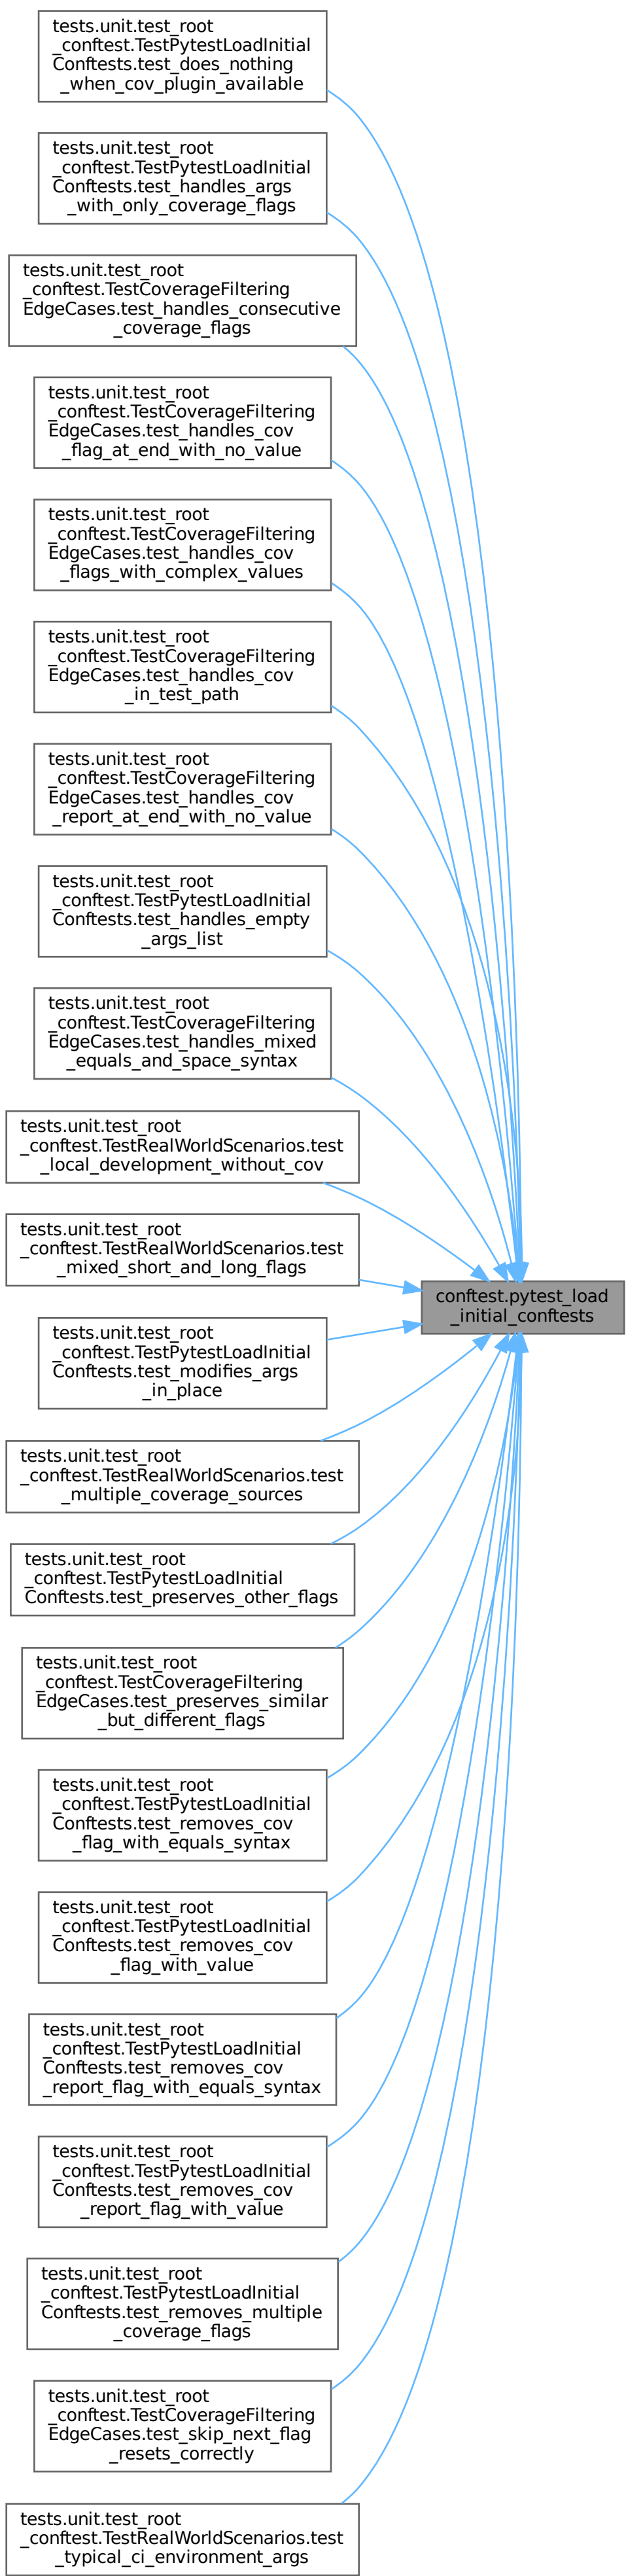 tests.unit.test_root
_conftest.TestPytestLoadInitial
Conftests.test_does_nothing
_when_cov_plugin_available
tests.unit.test_root
_conftest.TestPytestLoadInitial
Conftests.test_handles_args
_with_only_coverage_flags
tests.unit.test_root
_conftest.TestCoverageFiltering
EdgeCases.test_handles_consecutive
_coverage_flags
tests.unit.test_root
_conftest.TestCoverageFiltering
EdgeCases.test_handles_cov
_flag_at_end_with_no_value
tests.unit.test_root
_conftest.TestCoverageFiltering
EdgeCases.test_handles_cov
_flags_with_complex_values
tests.unit.test_root
_conftest.TestCoverageFiltering
EdgeCases.test_handles_cov
_in_test_path
tests.unit.test_root
_conftest.TestCoverageFiltering
EdgeCases.test_handles_cov
_report_at_end_with_no_value
tests.unit.test_root
_conftest.TestPytestLoadInitial
Conftests.test_handles_empty
_args_list
tests.unit.test_root
_conftest.TestCoverageFiltering
EdgeCases.test_handles_mixed
_equals_and_space_syntax
tests.unit.test_root
_conftest.TestRealWorldScenarios.test
_local_development_without_cov
tests.unit.test_root
_conftest.TestRealWorldScenarios.test
_mixed_short_and_long_flags
conftest.pytest_load
_initial_conftests
tests.unit.test_root
_conftest.TestPytestLoadInitial
Conftests.test_modifies_args
_in_place
tests.unit.test_root
_conftest.TestRealWorldScenarios.test
_multiple_coverage_sources
tests.unit.test_root
_conftest.TestPytestLoadInitial
Conftests.test_preserves_other_flags
tests.unit.test_root
_conftest.TestCoverageFiltering
EdgeCases.test_preserves_similar
_but_different_flags
tests.unit.test_root
_conftest.TestPytestLoadInitial
Conftests.test_removes_cov
_flag_with_equals_syntax
tests.unit.test_root
_conftest.TestPytestLoadInitial
Conftests.test_removes_cov
_flag_with_value
tests.unit.test_root
_conftest.TestPytestLoadInitial
Conftests.test_removes_cov
_report_flag_with_equals_syntax
tests.unit.test_root
_conftest.TestPytestLoadInitial
Conftests.test_removes_cov
_report_flag_with_value
tests.unit.test_root
_conftest.TestPytestLoadInitial
Conftests.test_removes_multiple
_coverage_flags
tests.unit.test_root
_conftest.TestCoverageFiltering
EdgeCases.test_skip_next_flag
_resets_correctly
tests.unit.test_root
_conftest.TestRealWorldScenarios.test
_typical_ci_environment_args